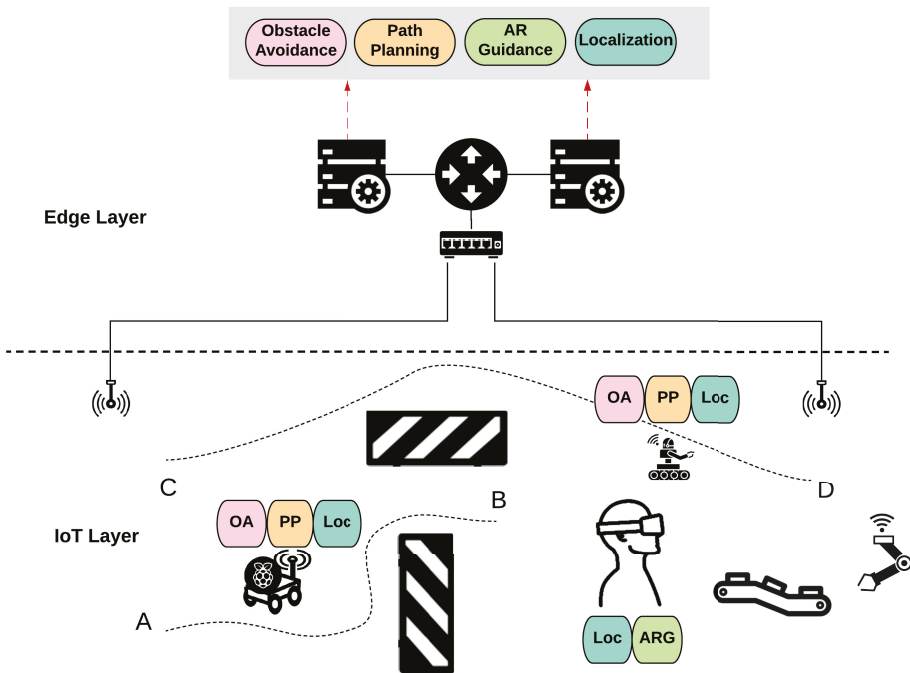 Obstacle
Avoidance
Path
Planning
AR
Guidance
Localization
Edge Layer
OA
PP
Loc
C
B
D
OA
PP
Loc
IoT Layer
A
Loc
ARG